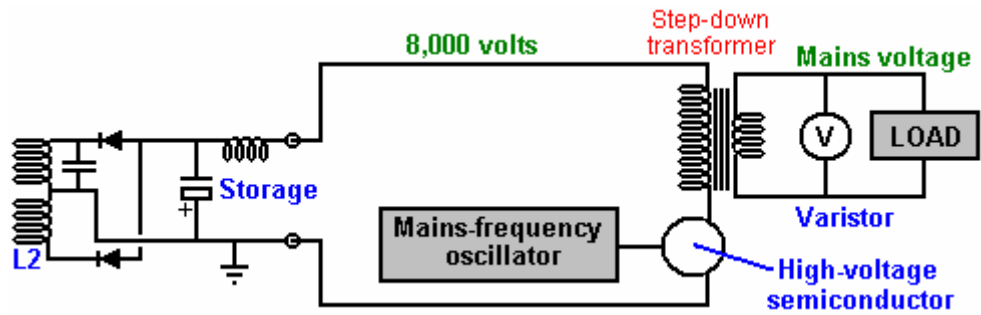 Step-down
transformer
8,000 volts
Mains voltage
V
LOAD
Storage
+
Varistor
Mains-frequency
oscillator
L2
High-voltage
semiconductor